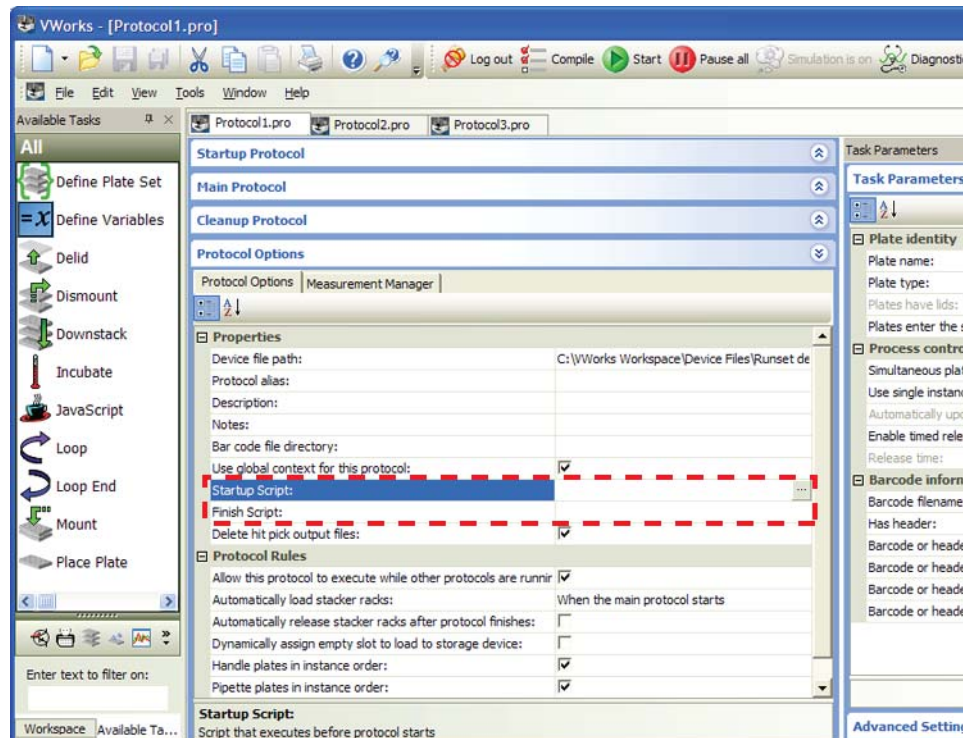 VWorks - [Protocol1.pro]
Log out Compile Start Pause all Simulation is on Diagnosti
File Edit View Tools Window Help
Available Tasks
All
Define Plate Set
=x Define Variables
Delid
Dismount
Downstack
Incubate
JavaScript
Loop
Loop End
Mount
Place Plate
Enter text to filter on:
Workspace Available Ta...
Protocol1.pro Protocol2.pro Protocol3.pro
Startup Protocol
Main Protocol
Cleanup Protocol
Protocol Options
Protocol Options Measurement Manager
Properties
Device file path: C:\VWorks Workspace\Device Files\Runset de
Protocol alias:
Description:
Notes:
Bar code file directory:
Use global context for this protocol:
Startup Script: ...
Finish Script:
Delete hit pick output files:
Protocol Rules
Allow this protocol to execute while other protocols are runnin
Automatically load stacker racks: When the main protocol starts
Automatically release stacker racks after protocol finishes:
Dynamically assign empty slot to load to storage device:
Handle plates in instance order:
Pipette plates in instance order:
Startup Script:
Script that executes before protocol starts
Task Parameters
Task Parameters
Plate identity
Plate name:
Plate type:
Plates have lids:
Plates enter the s
Process contro
Simultaneous plat
Use single instanc
Automatically upd
Enable timed rele
Release time:
Barcode inform
Barcode filename
Has header:
Barcode or heade
Barcode or heade
Barcode or heade
Barcode or heade
Advanced Setting